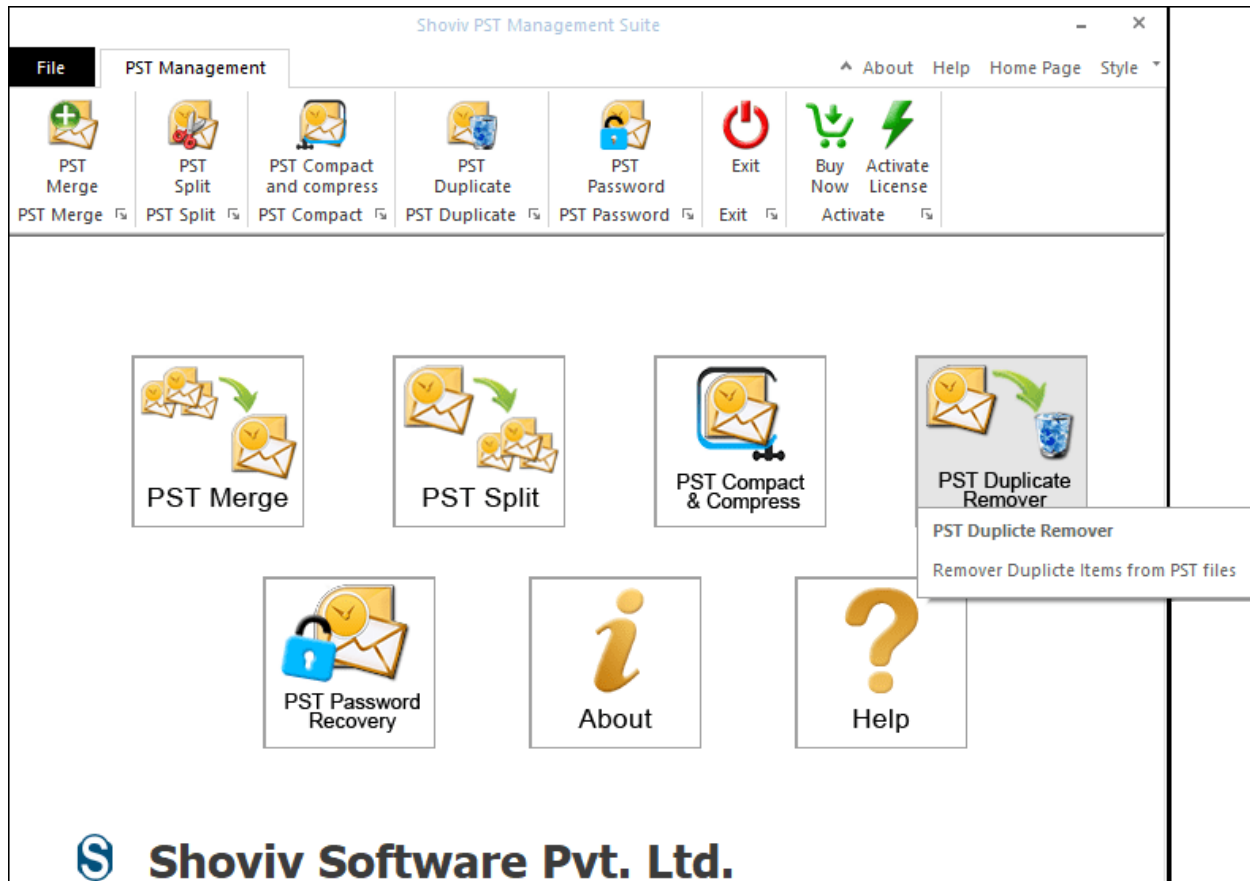 Shoviv PST Management Suite
File PST Management About Help Home Page Style
PST Merge
PST Split
PST Compact and compress
PST Duplicate
PST Password
Exit
Buy Now
Activate License
PST Merge PST Split PST Compact PST Duplicate PST Password Exit Activate
PST Merge
PST Split
PST Compact
& Compress
PST Duplicate
Remover
PST Duplicte Remover
Remover Duplicte Items from PST files
PST Password
Recovery
About
Help
S Shoviv Software Pvt. Ltd.